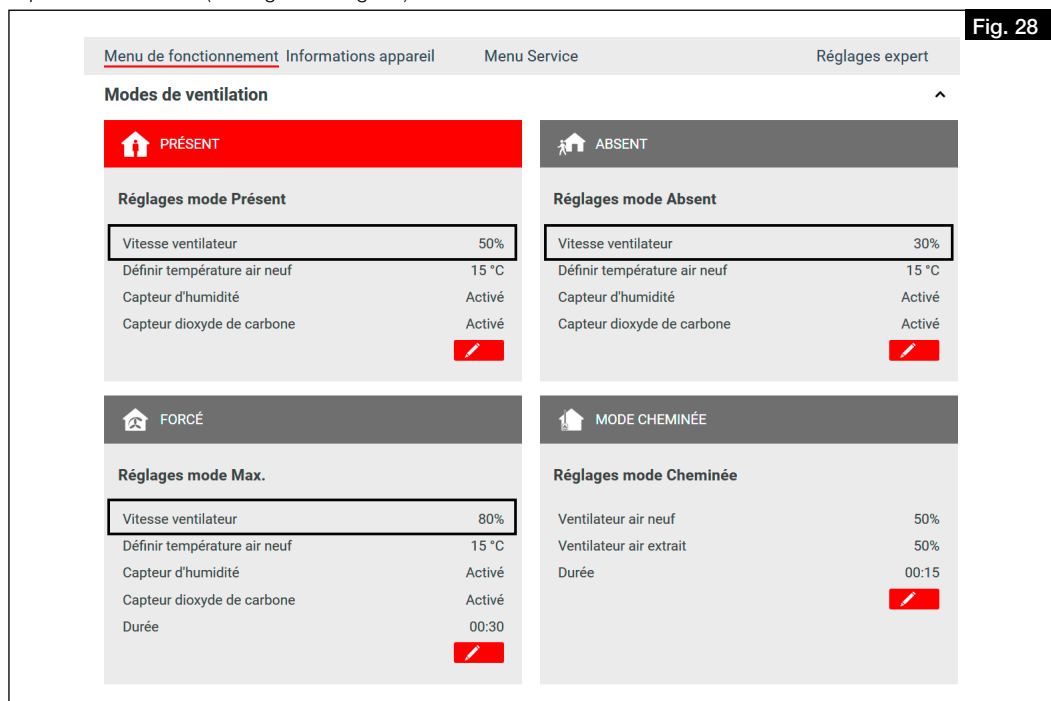 Fig. 28
Menu de fonctionnement Informations appareil Menu Service Réglages expert
Modes de ventilation
PRÉSENT
Réglages mode Présent
Vitesse ventilateur 50%
Définir température air neuf 15 °C
Capteur d'humidité Activé
Capteur dioxyde de carbone Activé
ABSENT
Réglages mode Absent
Vitesse ventilateur 30%
Définir température air neuf 15 °C
Capteur d'humidité Activé
Capteur dioxyde de carbone Activé
FORCÉ
Réglages mode Max.
Vitesse ventilateur 80%
Définir température air neuf 15 °C
Capteur d'humidité Activé
Capteur dioxyde de carbone Activé
Durée 00:30
MODE CHEMINÉE
Réglages mode Cheminée
Ventilateur air neuf 50%
Ventilateur air extrait 50%
Durée 00:15